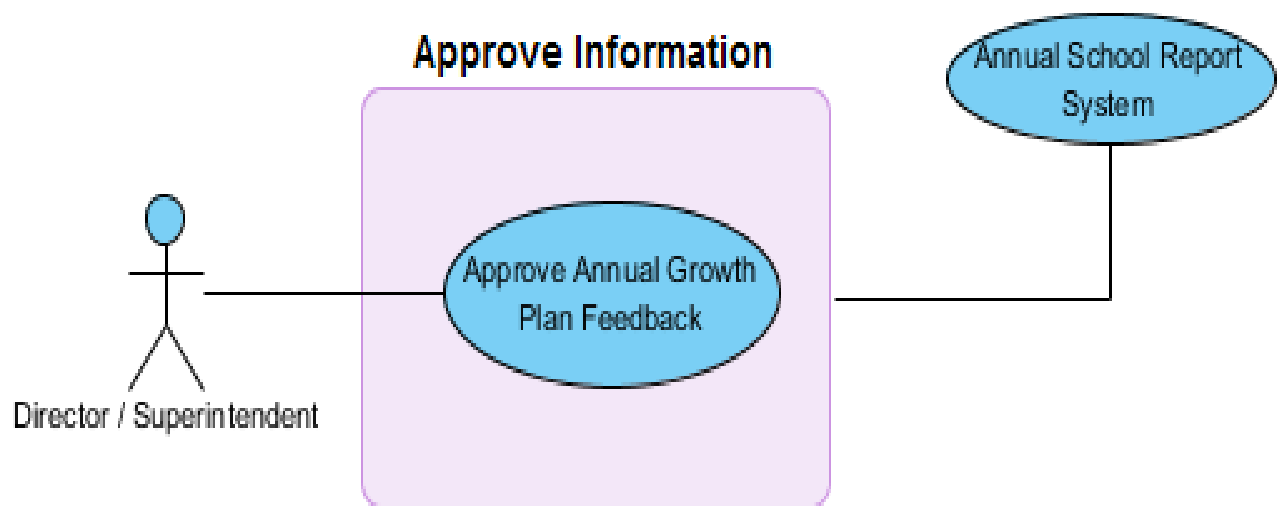 Approve Information
Annual School Report
System
Approve Annual Growth
Plan Feedback
Director / Superintendent